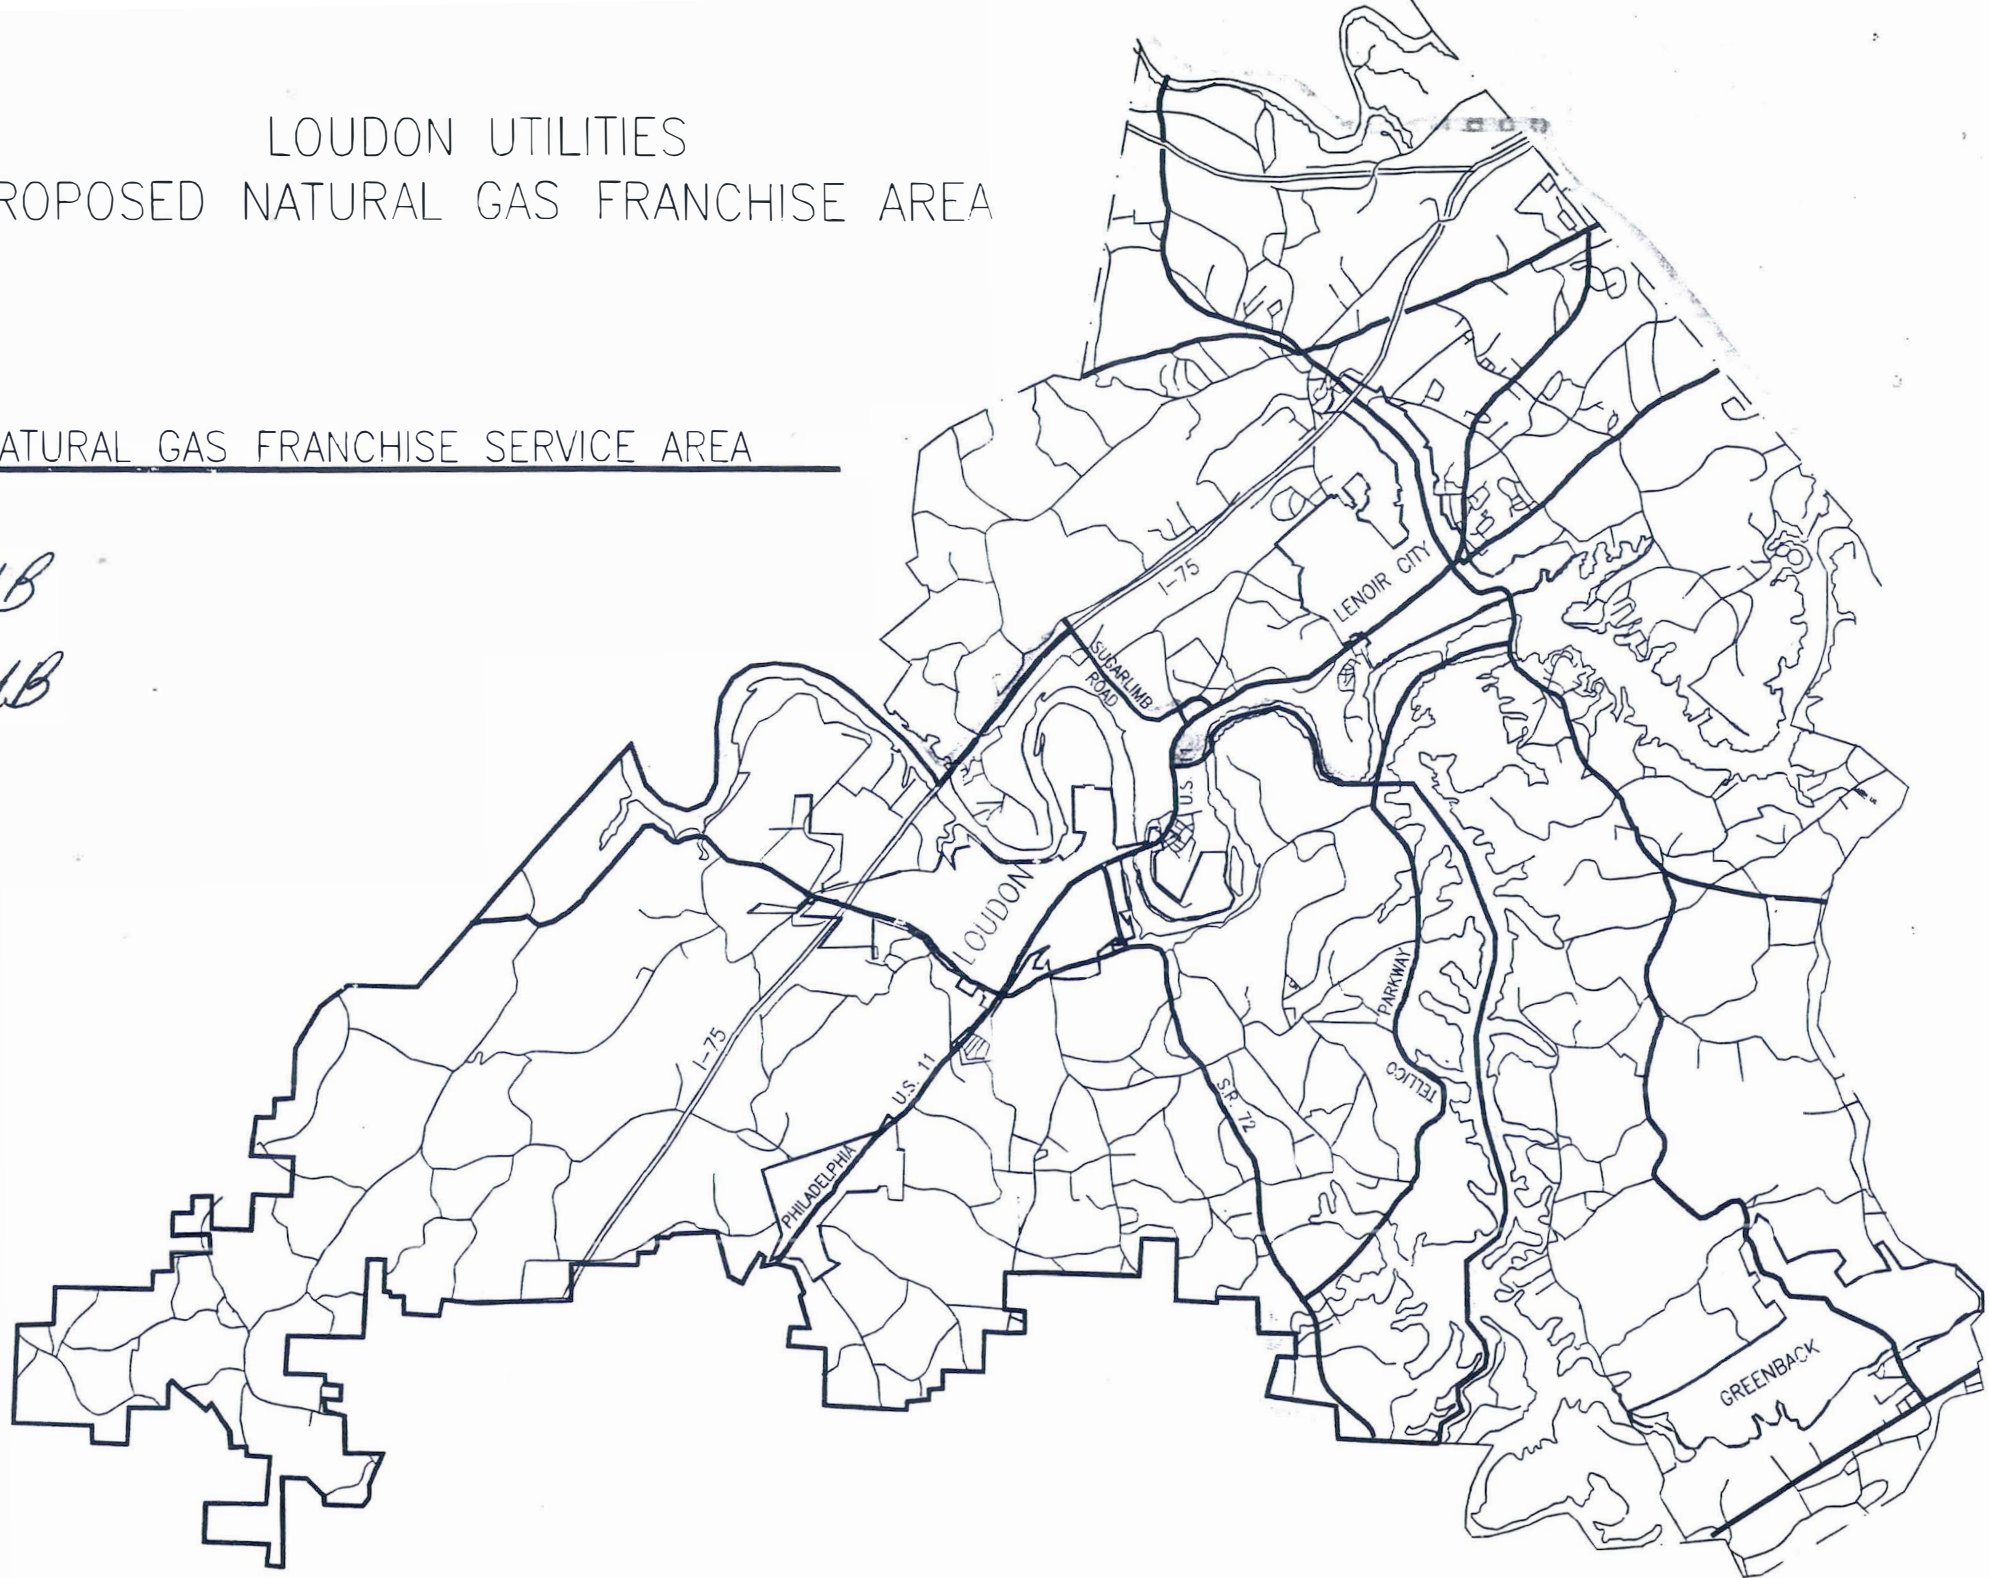 LOUDON UTILITIES
ROPOSED NATURAL GAS FRANCHISE AREA
ATURAL GAS FRANCHISE SERVICE AREA
I-75
LENOIR CITY
SUGARLIMB
ROAD
U.S
LOUDON
PARKWAY
TELLICO
I-75
U.S. 11
S.R. 72
PHILADELPHIA
GREENBACK